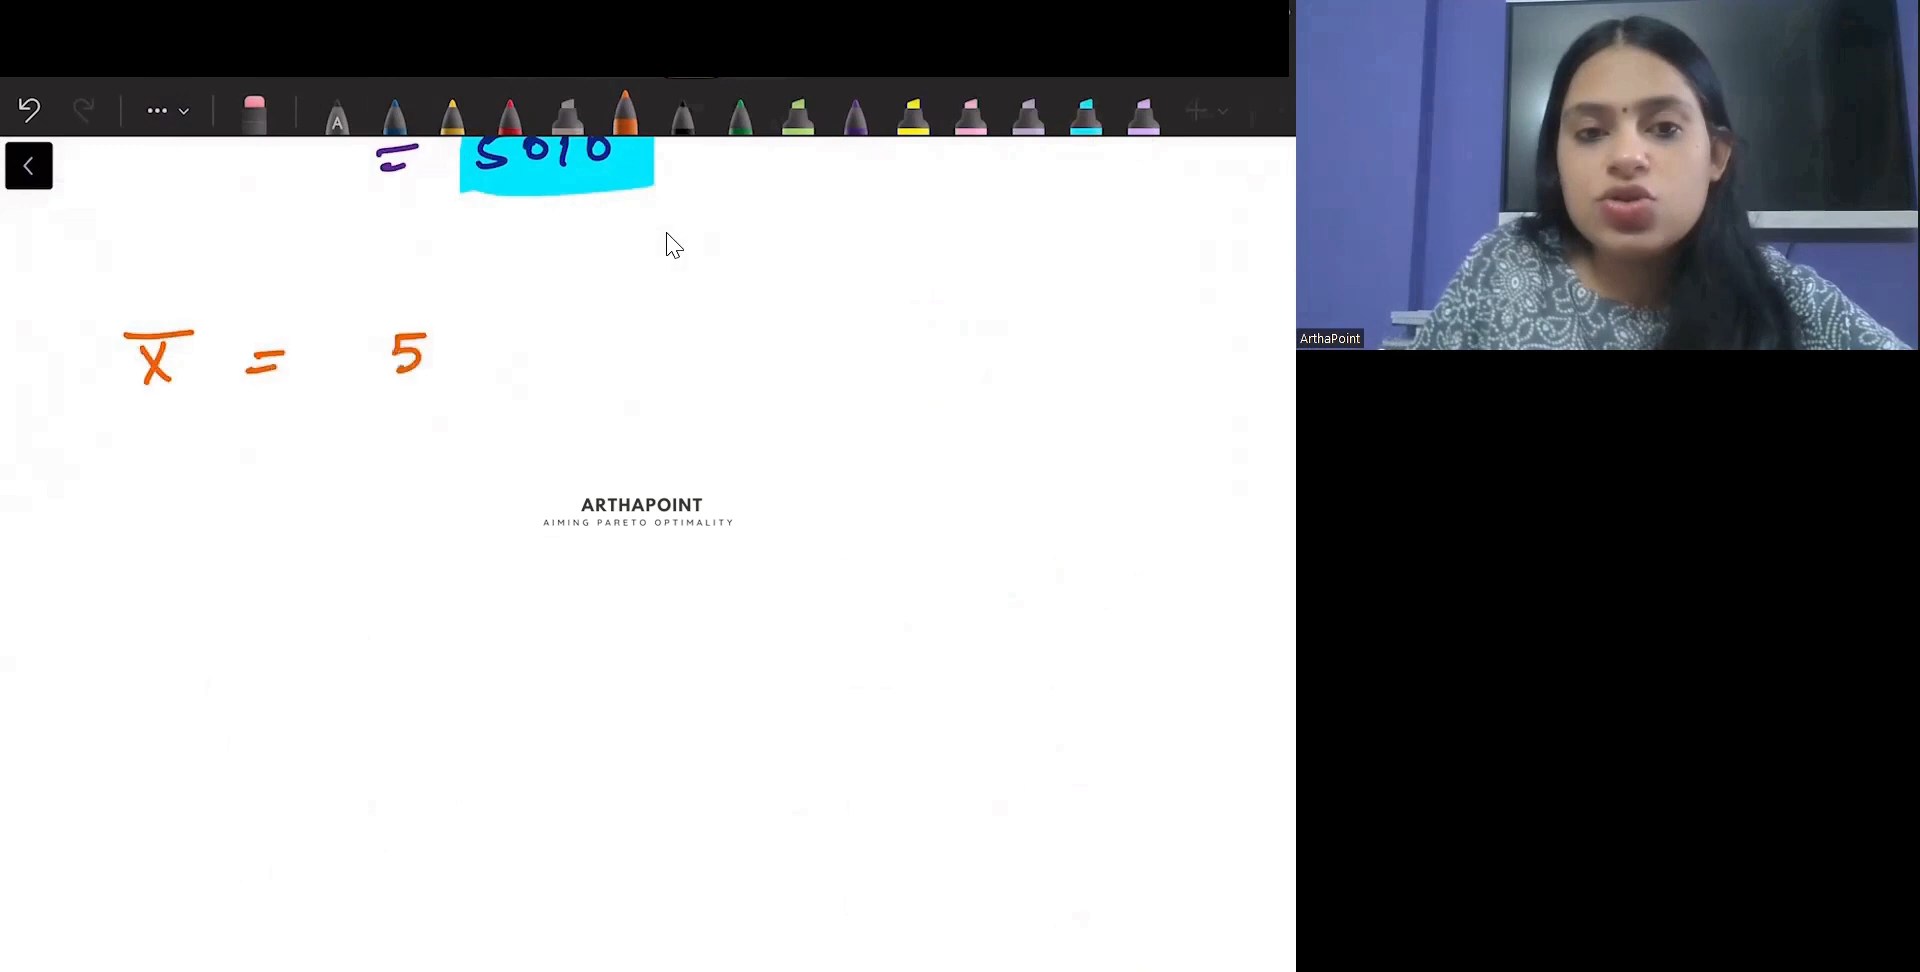 = 5010
X̅ = 5
ARTHAPOINT
AIMING PARETO OPTIMALITY
ArthaPoint